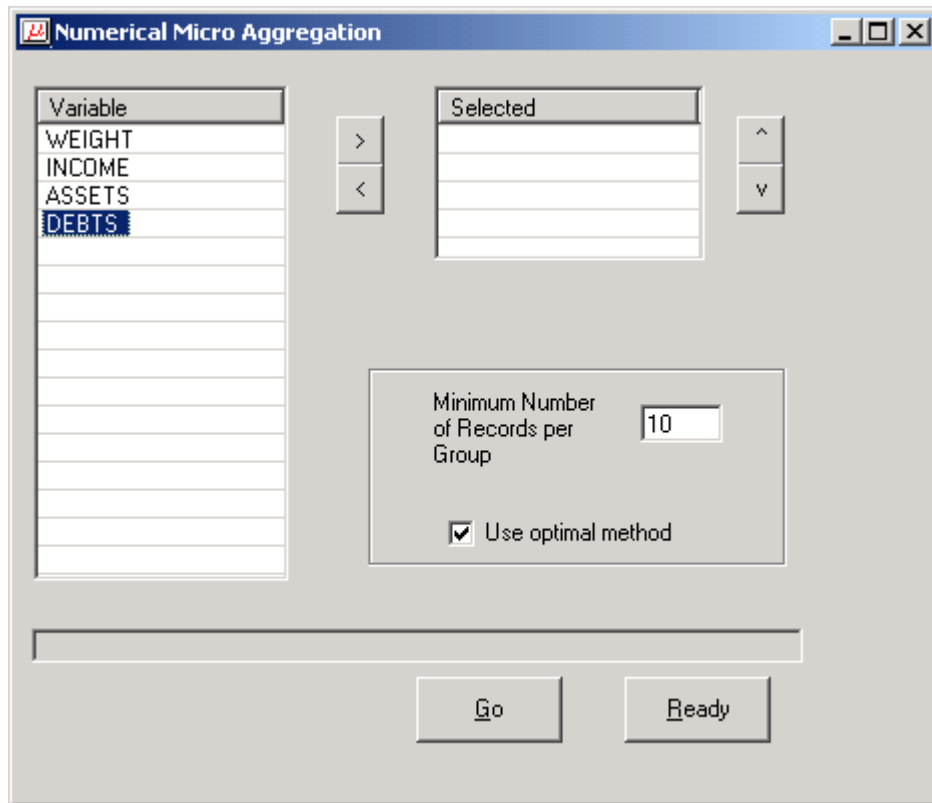 µ Numerical Micro Aggregation
Variable
WEIGHT
INCOME
ASSETS
DEBTS
>
<
Selected
^
v
Minimum Number
of Records per
Group
10
Use optimal method
Go
Ready